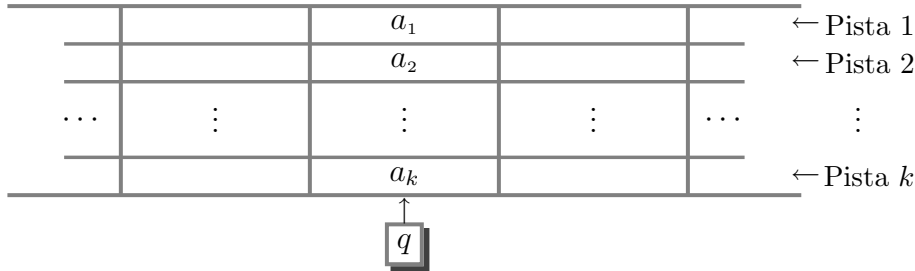 a₁ ← Pista 1
a₂ ← Pista 2
⋯ ⋮ ⋮ ⋮ ⋯ ⋮
aₖ ← Pista k
q